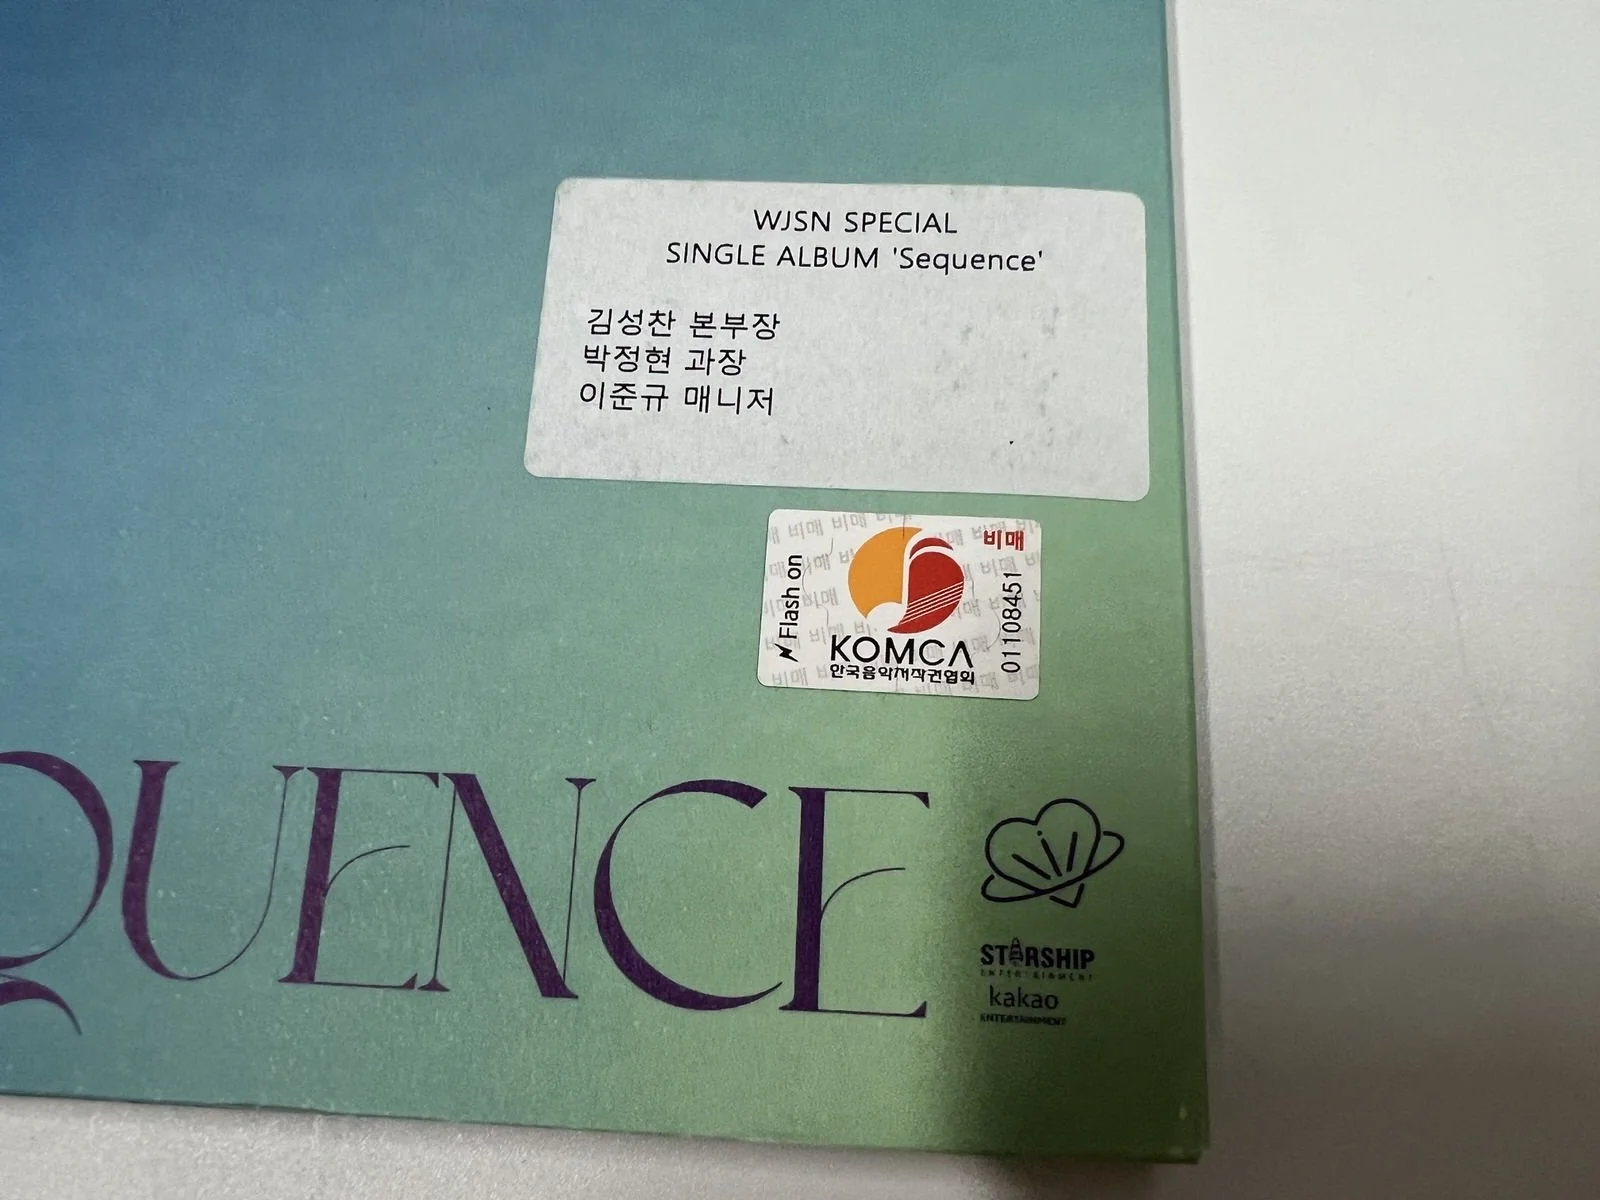 WJSN SPECIAL
SINGLE ALBUM 'Sequence'
김성찬 본부장
박정현 과장
이준규 매니저
비매
Flash on
01108451
KOMCA
한국음악저작권협회
QUENCE
STARSHIP
ENTERTAINMENT
kakao
ENTERTAINMENT